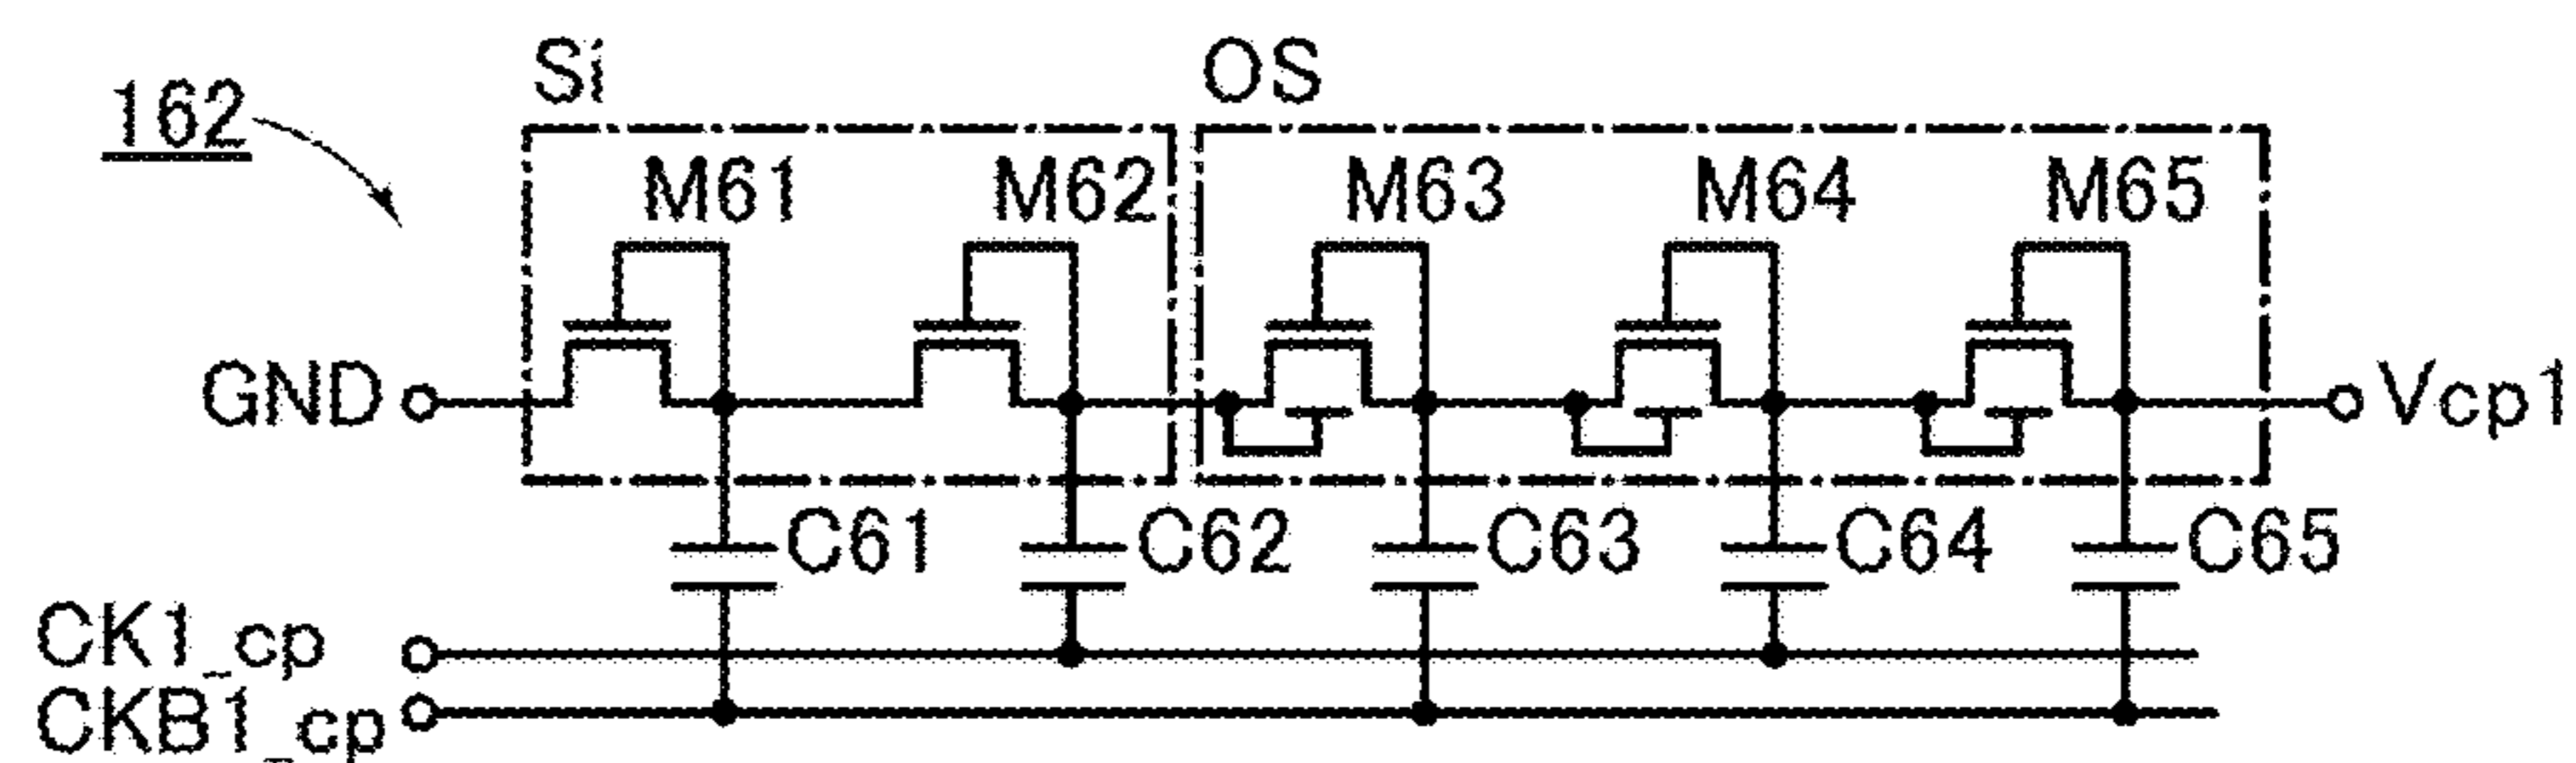 Si OS
162
M61 M62 M63 M64 M65
GND Vcp1
C61 C62 C63 C64 C65
CK1_cp
CKB1_cp